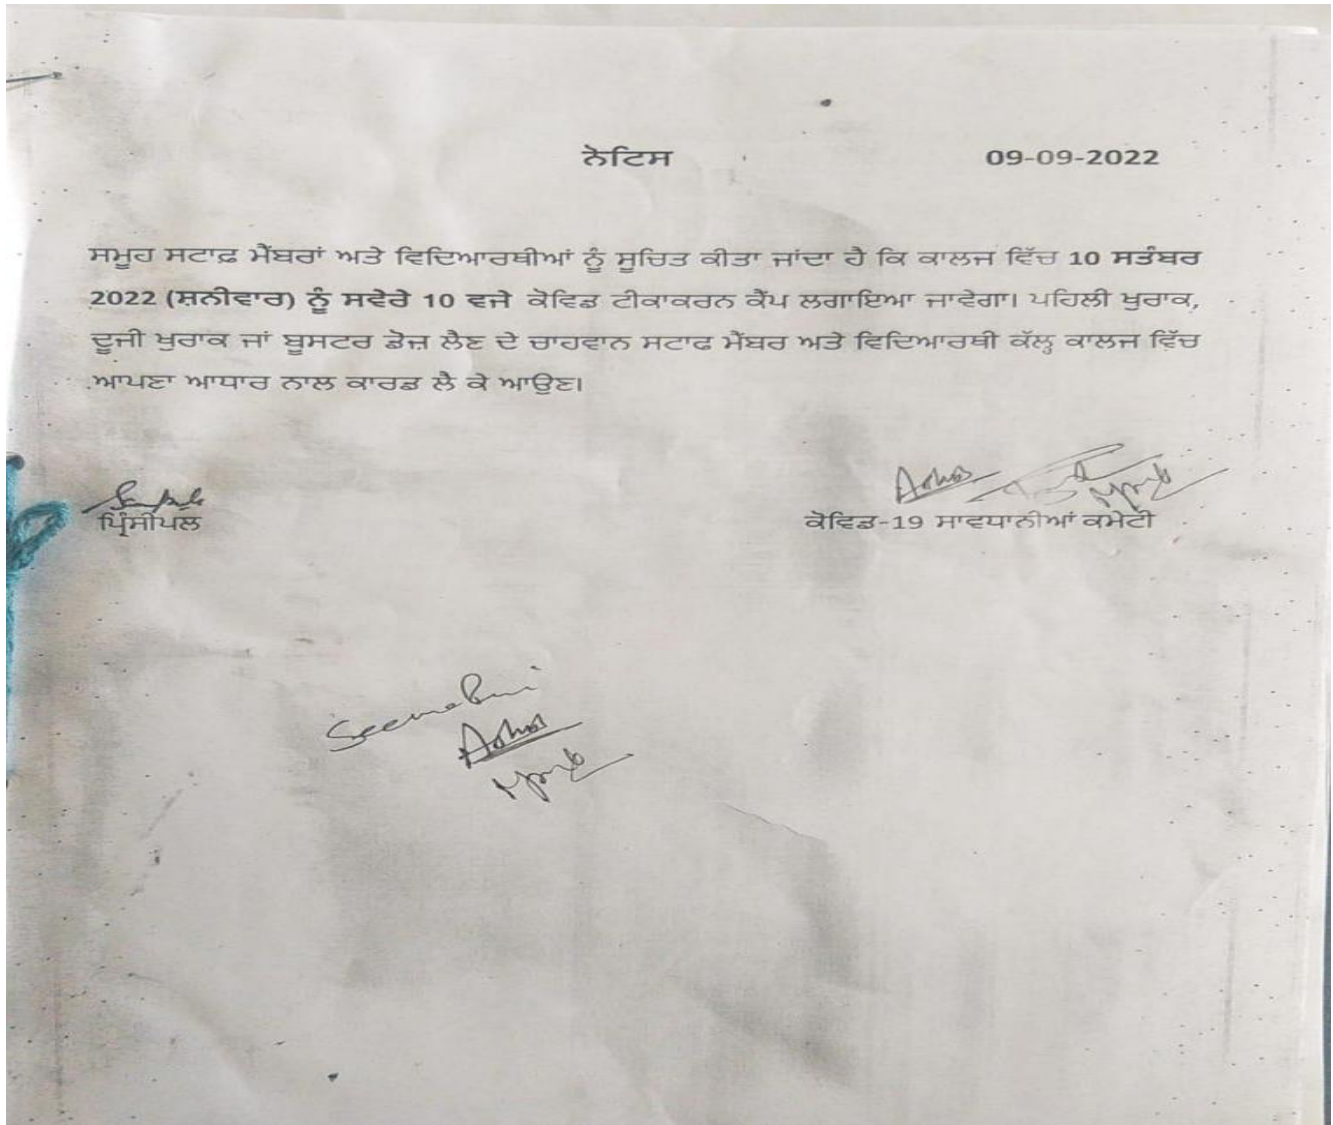 ਨੋਟਿਸ 09-09-2022
ਸਮੂਹ ਸਟਾਫ਼ ਮੈਂਬਰਾਂ ਅਤੇ ਵਿਦਿਆਰਥੀਆਂ ਨੂੰ ਸੂਚਿਤ ਕੀਤਾ ਜਾਂਦਾ ਹੈ ਕਿ ਕਾਲਜ ਵਿੱਚ 10 ਸਤੰਬਰ
2022 (ਸ਼ਨੀਵਾਰ) ਨੂੰ ਸਵੇਰੇ 10 ਵਜੇ ਕੋਵਿਡ ਟੀਕਾਕਰਨ ਕੈਂਪ ਲਗਾਇਆ ਜਾਵੇਗਾ। ਪਹਿਲੀ ਖੁਰਾਕ,
ਦੂਜੀ ਖੁਰਾਕ ਜਾਂ ਬੂਸਟਰ ਡੋਜ਼ ਲੈਣ ਦੇ ਚਾਹਵਾਨ ਸਟਾਫ ਮੈਂਬਰ ਅਤੇ ਵਿਦਿਆਰਥੀ ਕੱਲ੍ਹ ਕਾਲਜ ਵਿੱਚ
ਆਪਣਾ ਆਧਾਰ ਨਾਲ ਕਾਰਡ ਲੈ ਕੇ ਆਉਣ।
ਪ੍ਰਿੰਸੀਪਲ ਕੋਵਿਡ-19 ਸਾਵਧਾਨੀਆਂ ਕਮੇਟੀ